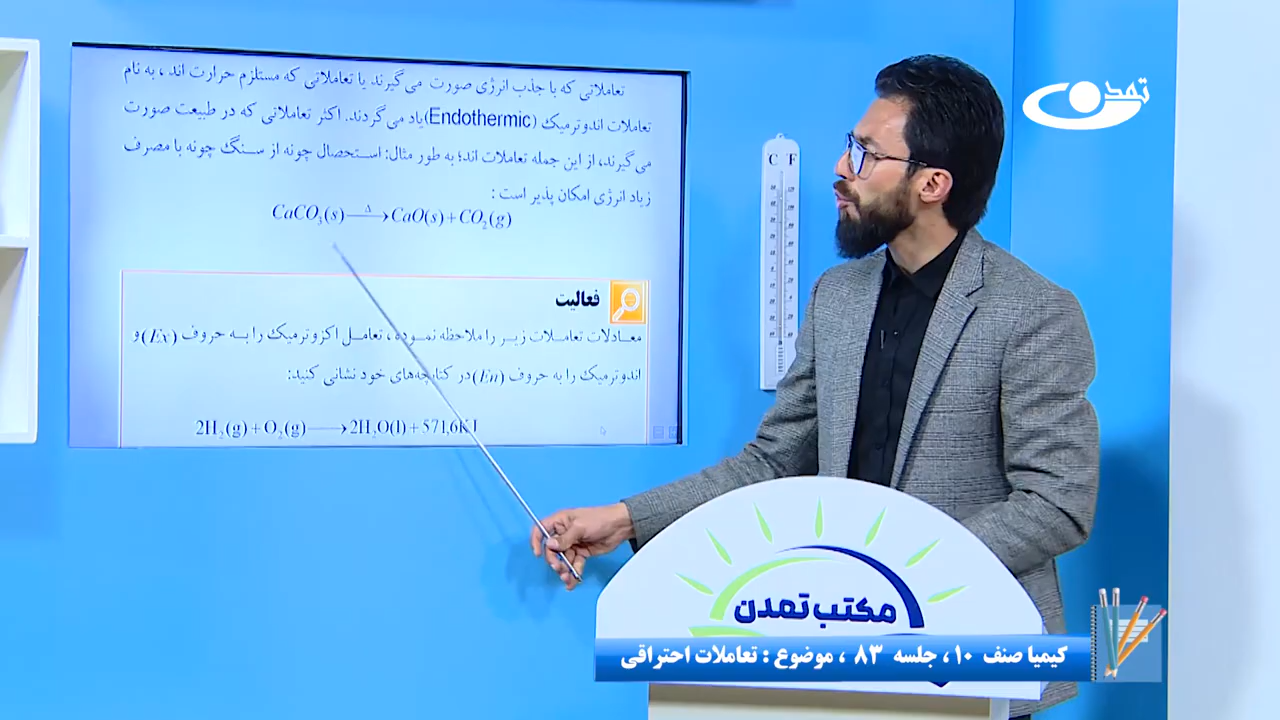 تعاملاتی که با جذب انرژی صورت می گیرند یا تعاملاتی که مستلزم حرارت اند ، به نام
تعاملات اندوترمیک (Endothermic)یاد می گردند. اکثر تعاملاتی که در طبیعت صورت
می گیرند، از این جمله تعاملات اند؛ به طور مثال: استحصال چونه از سنگ چونه با مصرف
زیاد انرژی امکان پذیر است :
CaCO₃(s) —Δ→ CaO(s)+CO₂(g)
فعالیت
معادلات تعاملات زیر را ملاحظه نموده، تعامل اکزوترمیک را به حروف (Ex) و
اندوترمیک را به حروف (En) در کتابچه‌های خود نشانی کنید:
2H₂(g)+O₂(g) ⟶ 2H₂O(l)+571,6KJ
تمدن
C F
مکتب تمدن
کیمیا صنف ۱۰ ، جلسه ۸۳ ، موضوع : تعاملات احتراقی